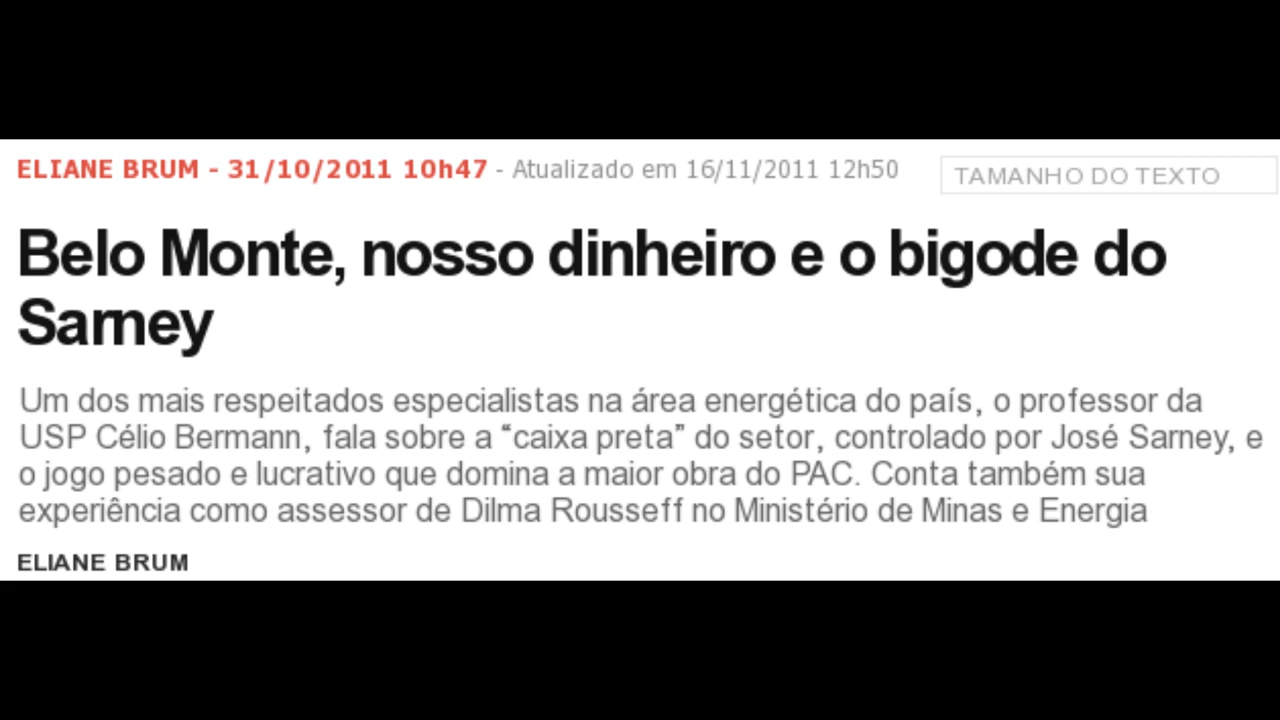 ELIANE BRUM - 31/10/2011 10h47 - Atualizado em 16/11/2011 12h50
TAMANHO DO TEXTO
Belo Monte, nosso dinheiro e o bigode do
Sarney
Um dos mais respeitados especialistas na área energética do país, o professor da
USP Célio Bermann, fala sobre a “caixa preta” do setor, controlado por José Sarney, e
o jogo pesado e lucrativo que domina a maior obra do PAC. Conta também sua
experiência como assessor de Dilma Rousseff no Ministério de Minas e Energia
ELIANE BRUM